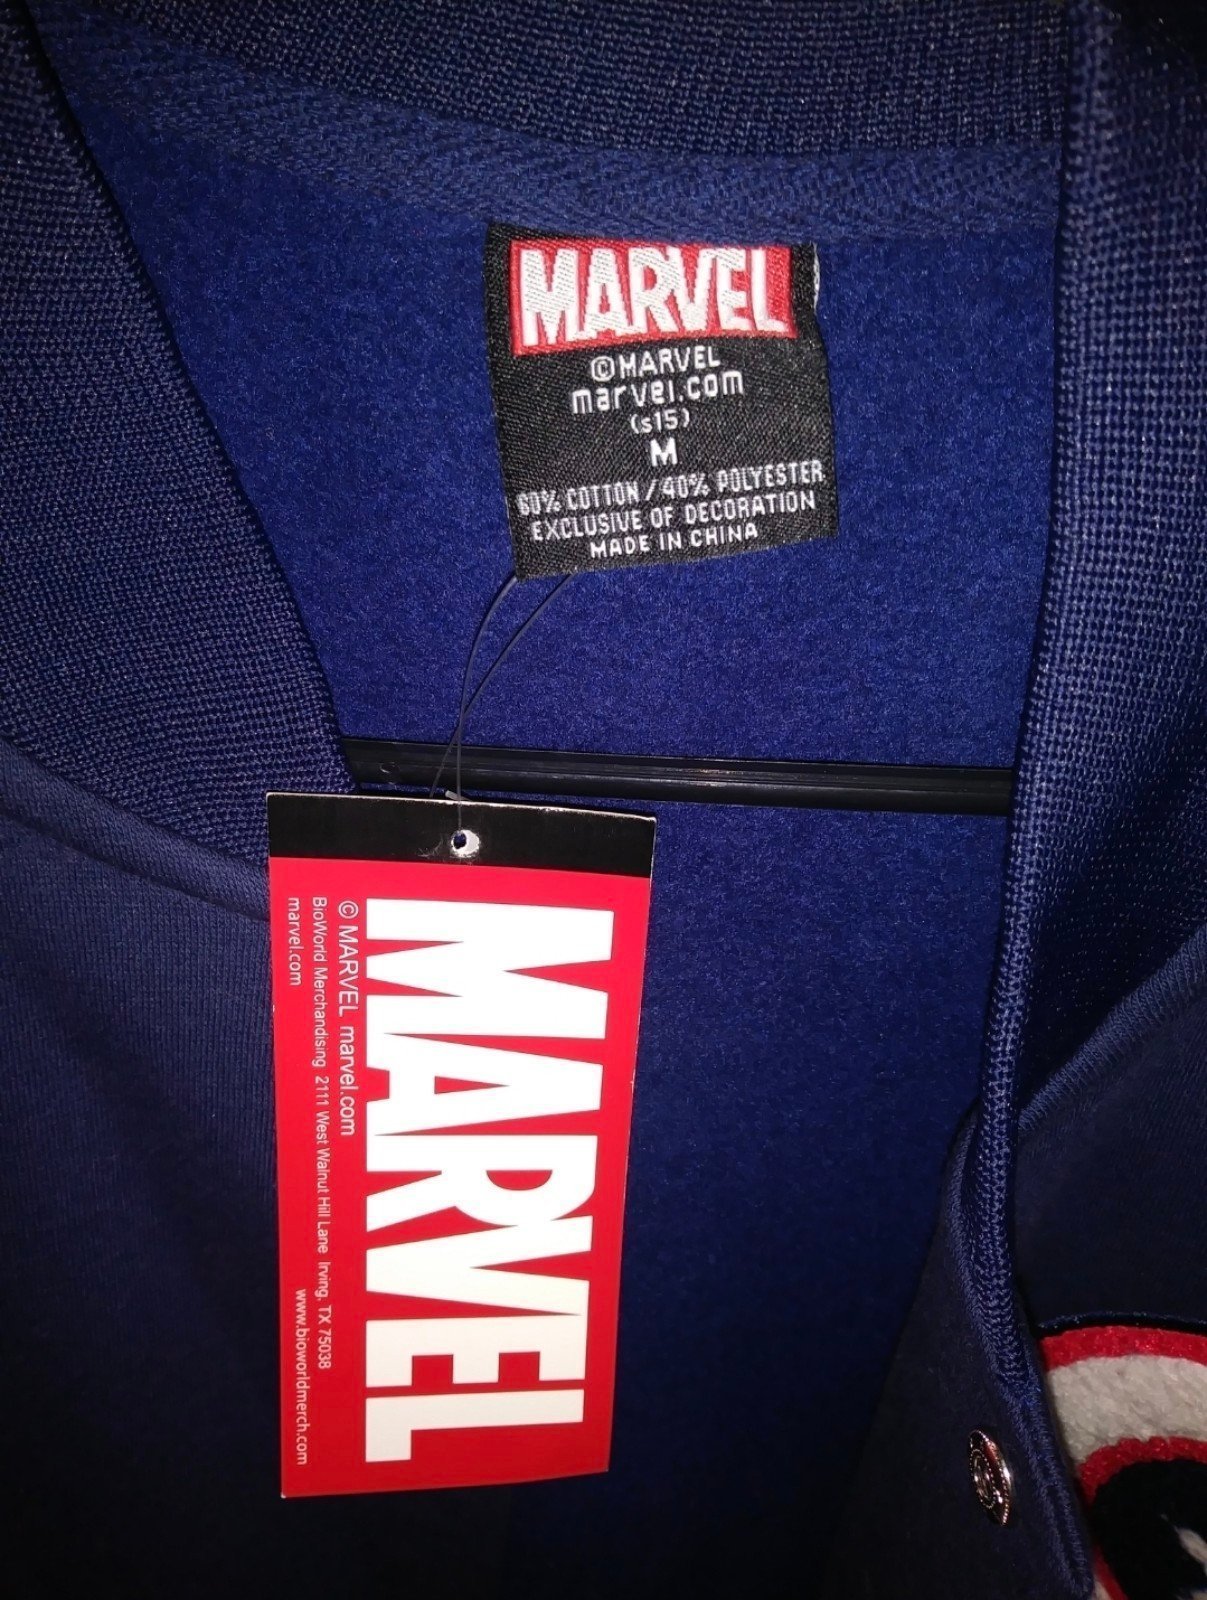 MARVEL
©MARVEL
marvel.com
(s15)
M
60% COTTON / 40% POLYESTER
EXCLUSIVE OF DECORATION
MADE IN CHINA
MARVEL
© MARVEL marvel.com
BioWorld Merchandising 2111 West Walnut Hill Lane Irving, TX 75038
marvel.com www.bioworldmerch.com